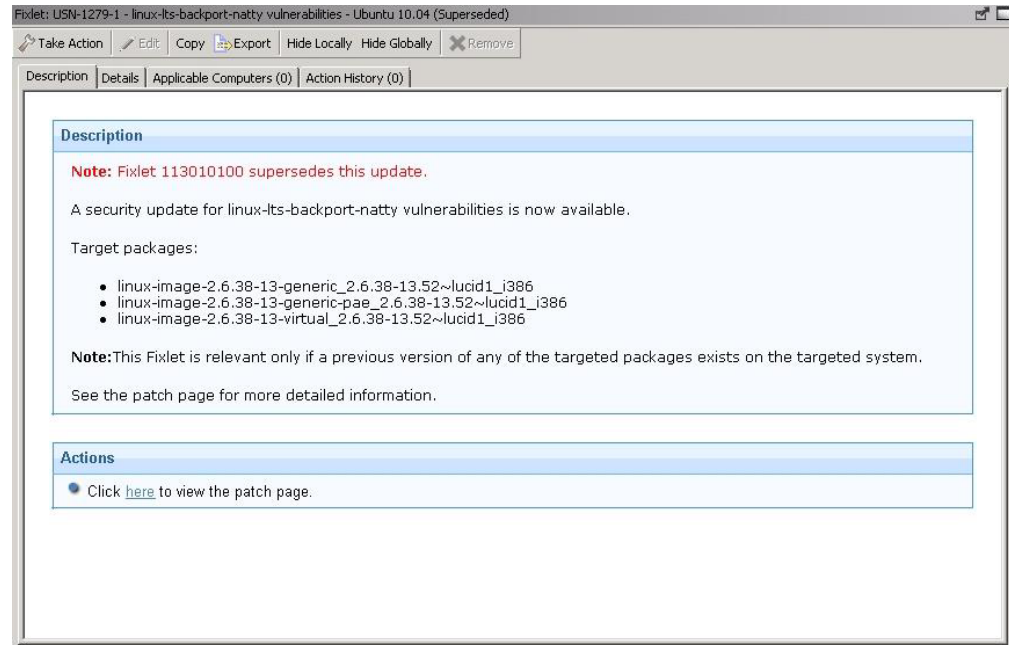 Fixlet: USN-1279-1 - linux-lts-backport-natty vulnerabilities - Ubuntu 10.04 (Superseded)
Take Action Edit Copy Export Hide Locally Hide Globally Remove
Description Details Applicable Computers (0) Action History (0)
Description
Note: Fixlet 113010100 supersedes this update.
A security update for linux-lts-backport-natty vulnerabilities is now available.
Target packages:
• linux-image-2.6.38-13-generic_2.6.38-13.52~lucid1_i386
• linux-image-2.6.38-13-generic-pae_2.6.38-13.52~lucid1_i386
• linux-image-2.6.38-13-virtual_2.6.38-13.52~lucid1_i386
Note:This Fixlet is relevant only if a previous version of any of the targeted packages exists on the targeted system.
See the patch page for more detailed information.
Actions
Click here to view the patch page.